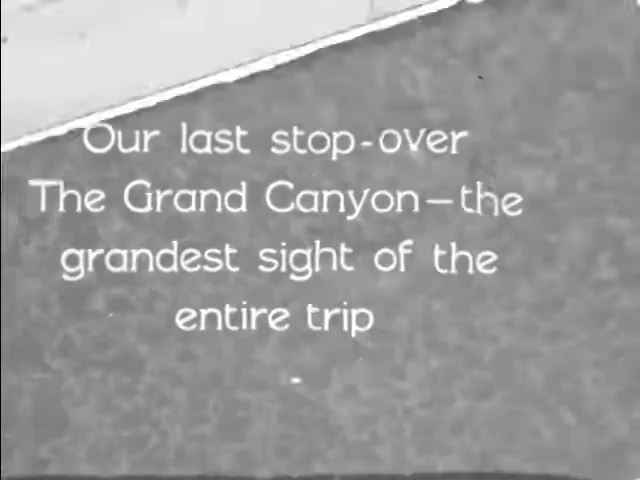 Our last stop-over
The Grand Canyon—the
grandest sight of the
entire trip